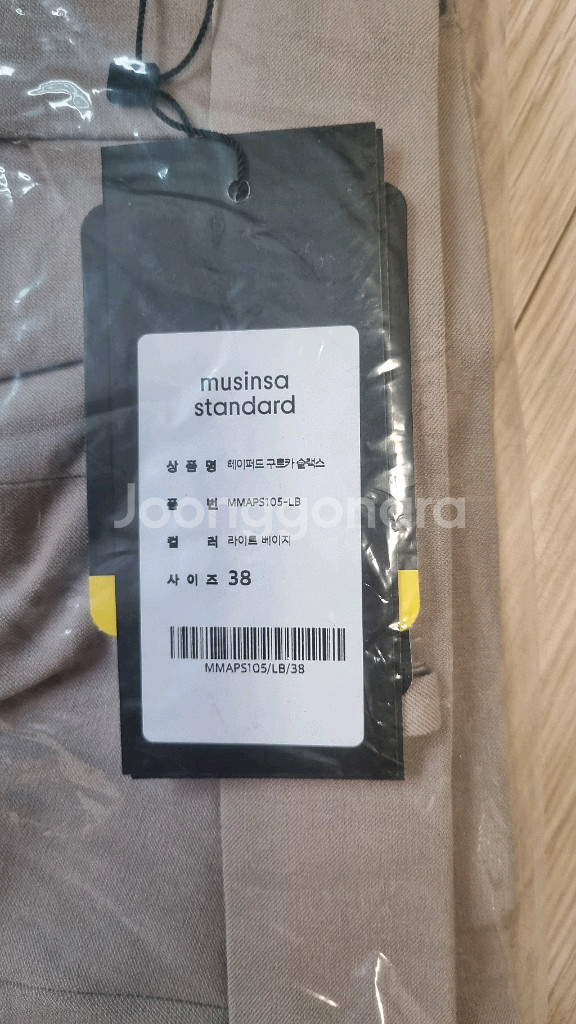 musinsa
standard
상품명 테이퍼드 구르카 슬랙스
품번 MMAPS105-LB
Joonggonara
컬러 라이트 베이지
사이즈 38
MMAPS105/LB/38